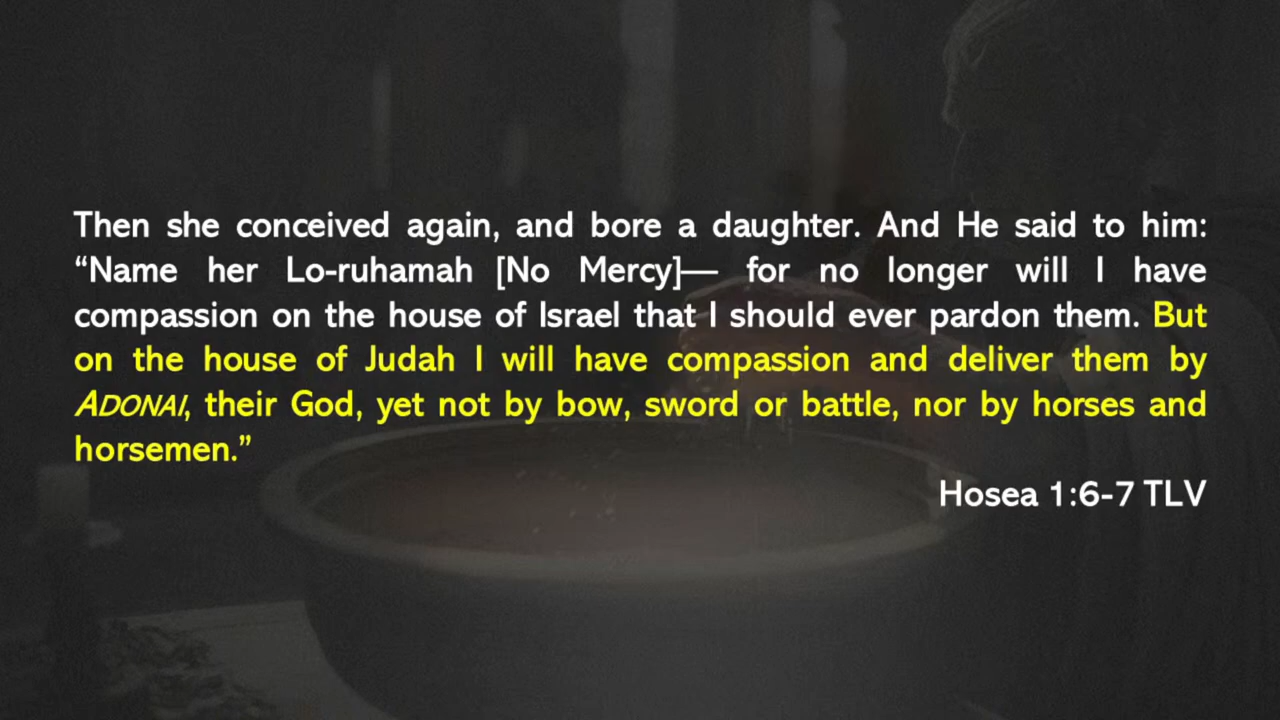 Then she conceived again, and bore a daughter. And He said to him:
“Name her Lo-ruhamah [No Mercy]— for no longer will I have
compassion on the house of Israel that I should ever pardon them. But
on the house of Judah I will have compassion and deliver them by
ADONAI, their God, yet not by bow, sword or battle, nor by horses and
horsemen.”
Hosea 1:6-7 TLV